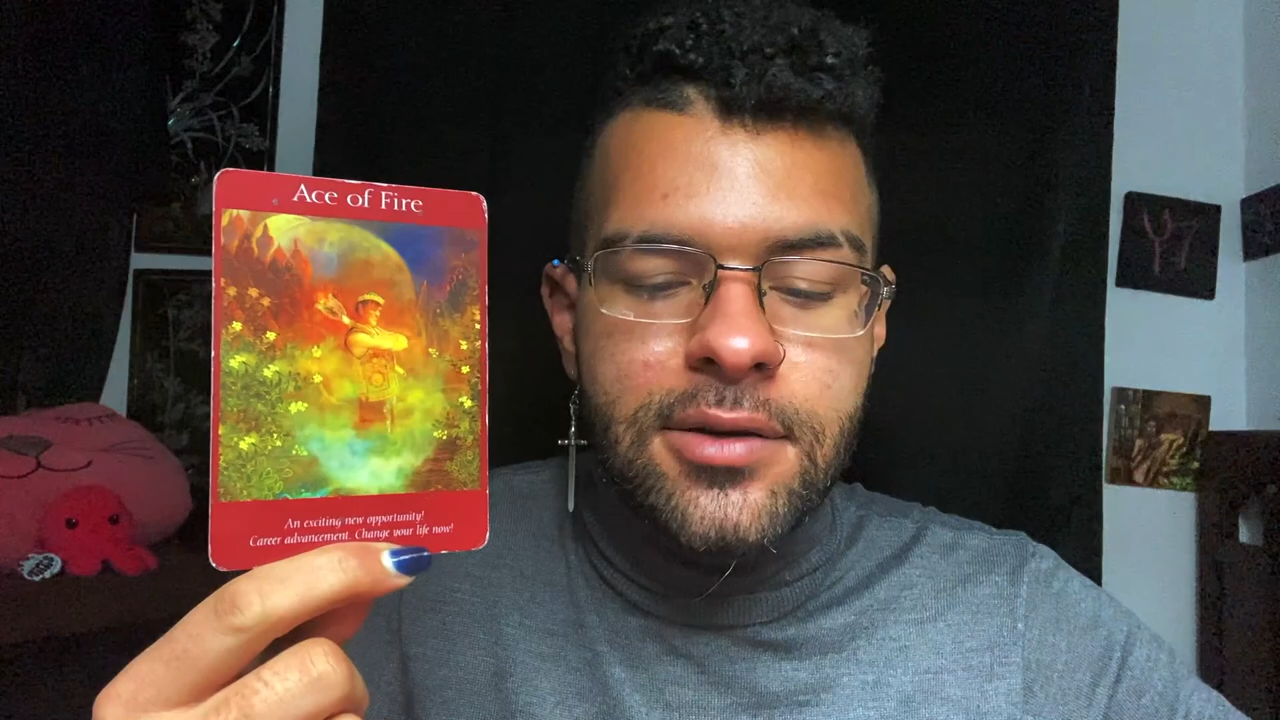 Ace of Fire
An exciting new opportunity!
Career advancement. Change your life now!